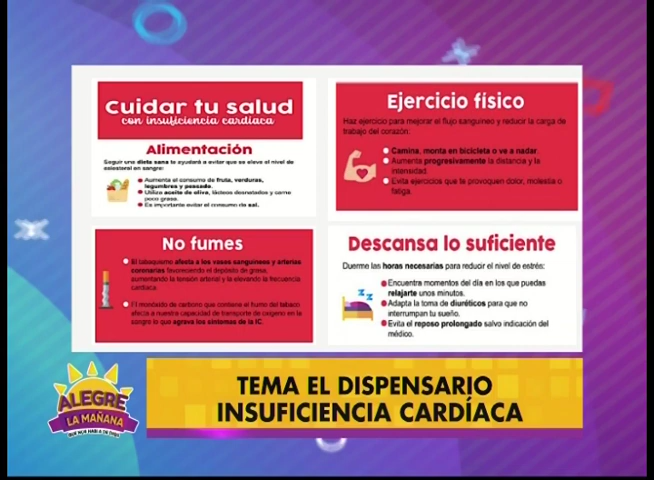 Cuidar tu salud
con insuficiencia cardiaca
Alimentación
Seguir una dieta sana te ayudará a evitar que se eleve el nivel de
colesterol en sangre:
Aumenta el consumo de fruta, verduras,
legumbres y pescado.
Utiliza aceite de oliva, lácteos desnatados y carne
poco grasa.
Es importante evitar el consumo de sal.
Ejercicio físico
Haz ejercicio para mejorar el flujo sanguíneo y reducir la carga de
trabajo del corazón:
Camina, monta en bicicleta o ve a nadar.
Aumenta progresivamente la distancia y la
intensidad.
Evita ejercicios que te provoquen dolor, molestia o
fatiga.
No fumes
El tabaquismo afecta a los vasos sanguíneos y arterias
coronarias favoreciendo el depósito de grasa,
aumentando la tensión arterial y la elevando la frecuencia
cardíaca.
El monóxido de carbono que contiene el humo del tabaco
afecta a nuestra capacidad de transporte de oxígeno en la
sangre lo que agrava los síntomas de la IC.
Descansa lo suficiente
Duerme las horas necesarias para reducir el nivel de estrés:
Encuentra momentos del día en los que puedas
relajarte unos minutos.
Adapta la toma de diuréticos para que no
interrumpan tu sueño.
Evita el reposo prolongado salvo indicación del
médico.
ALEGRE
LA MAÑANA
TEMA EL DISPENSARIO
INSUFICIENCIA CARDÍACA